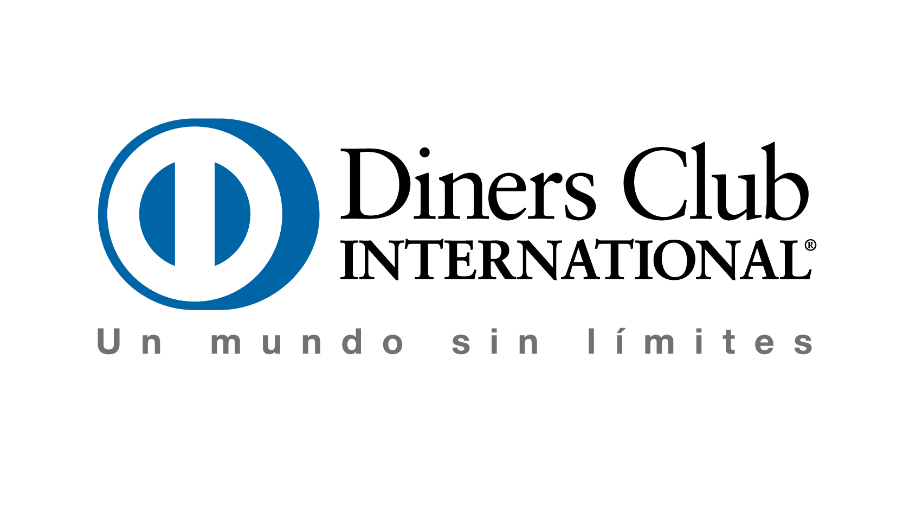 Diners Club
INTERNATIONAL®
Un mundo sin límites